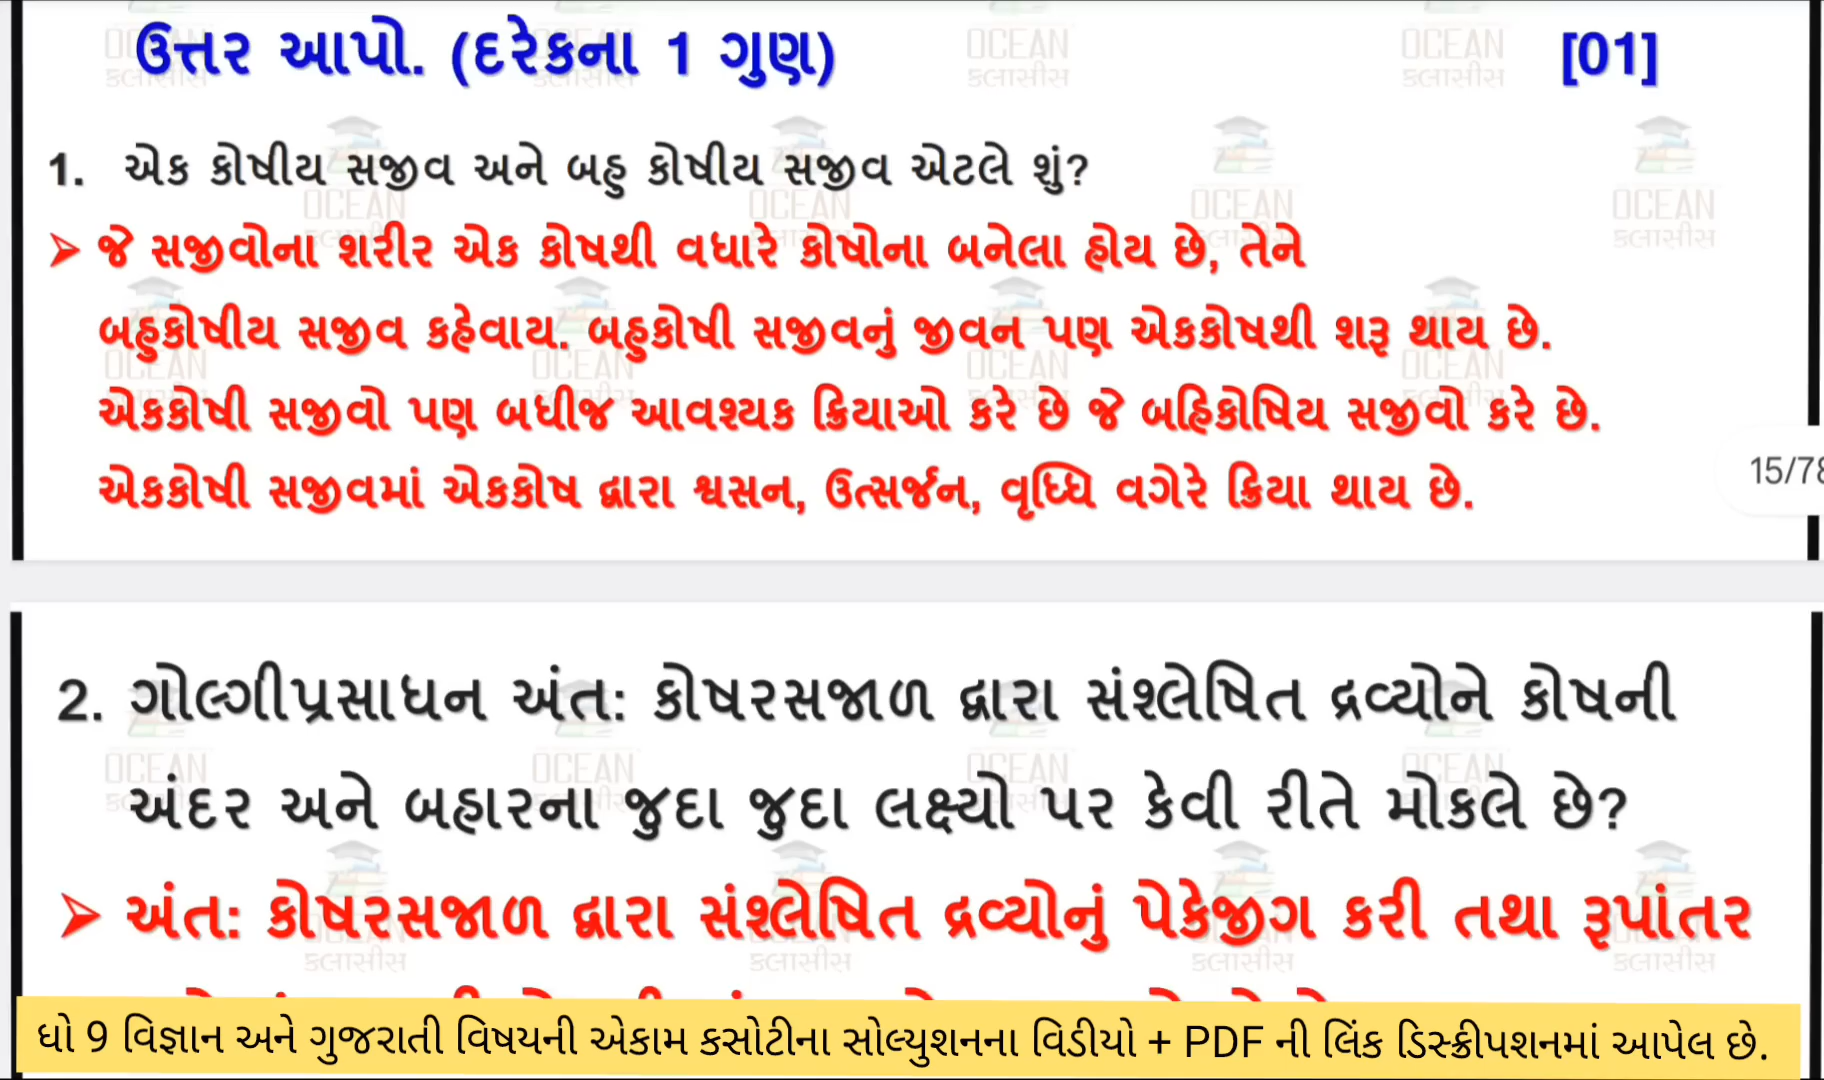 ઉત્તર આપો. (દરેકના 1 ગુણ) [01]
1. એક કોષીય સજીવ અને બહુ કોષીય સજીવ એટલે શું?
➢ જે સજીવોના શરીર એક કોષથી વધારે કોષોના બનેલા હોય છે, તેને
બહુકોષીય સજીવ કહેવાય. બહુકોષી સજીવનું જીવન પણ એકકોષથી શરૂ થાય છે.
એકકોષી સજીવો પણ બધીજ આવશ્યક ક્રિયાઓ કરે છે જે બહિકોષિય સજીવો કરે છે.
એકકોષી સજીવમાં એકકોષ દ્વારા શ્વસન, ઉત્સર્જન, વૃધ્ધિ વગેરે ક્રિયા થાય છે.
15/78
2. ગોલ્ગીપ્રસાધન અંત: કોષરસજાળ દ્વારા સંશ્લેષિત દ્રવ્યોને કોષની
અંદર અને બહારના જુદા જુદા લક્ષ્યો પર કેવી રીતે મોકલે છે?
➢ અંત: કોષરસજાળ દ્વારા સંશ્લેષિત દ્રવ્યોનું પેકેજીગ કરી તથા રૂપાંતર
ધો 9 વિજ્ઞાન અને ગુજરાતી વિષયની એકામ કસોટીના સોલ્યુશનના વિડીયો + PDF ની લિંક ડિસ્ક્રીપશનમાં આપેલ છે.
OCEAN
ક્લાસીસ